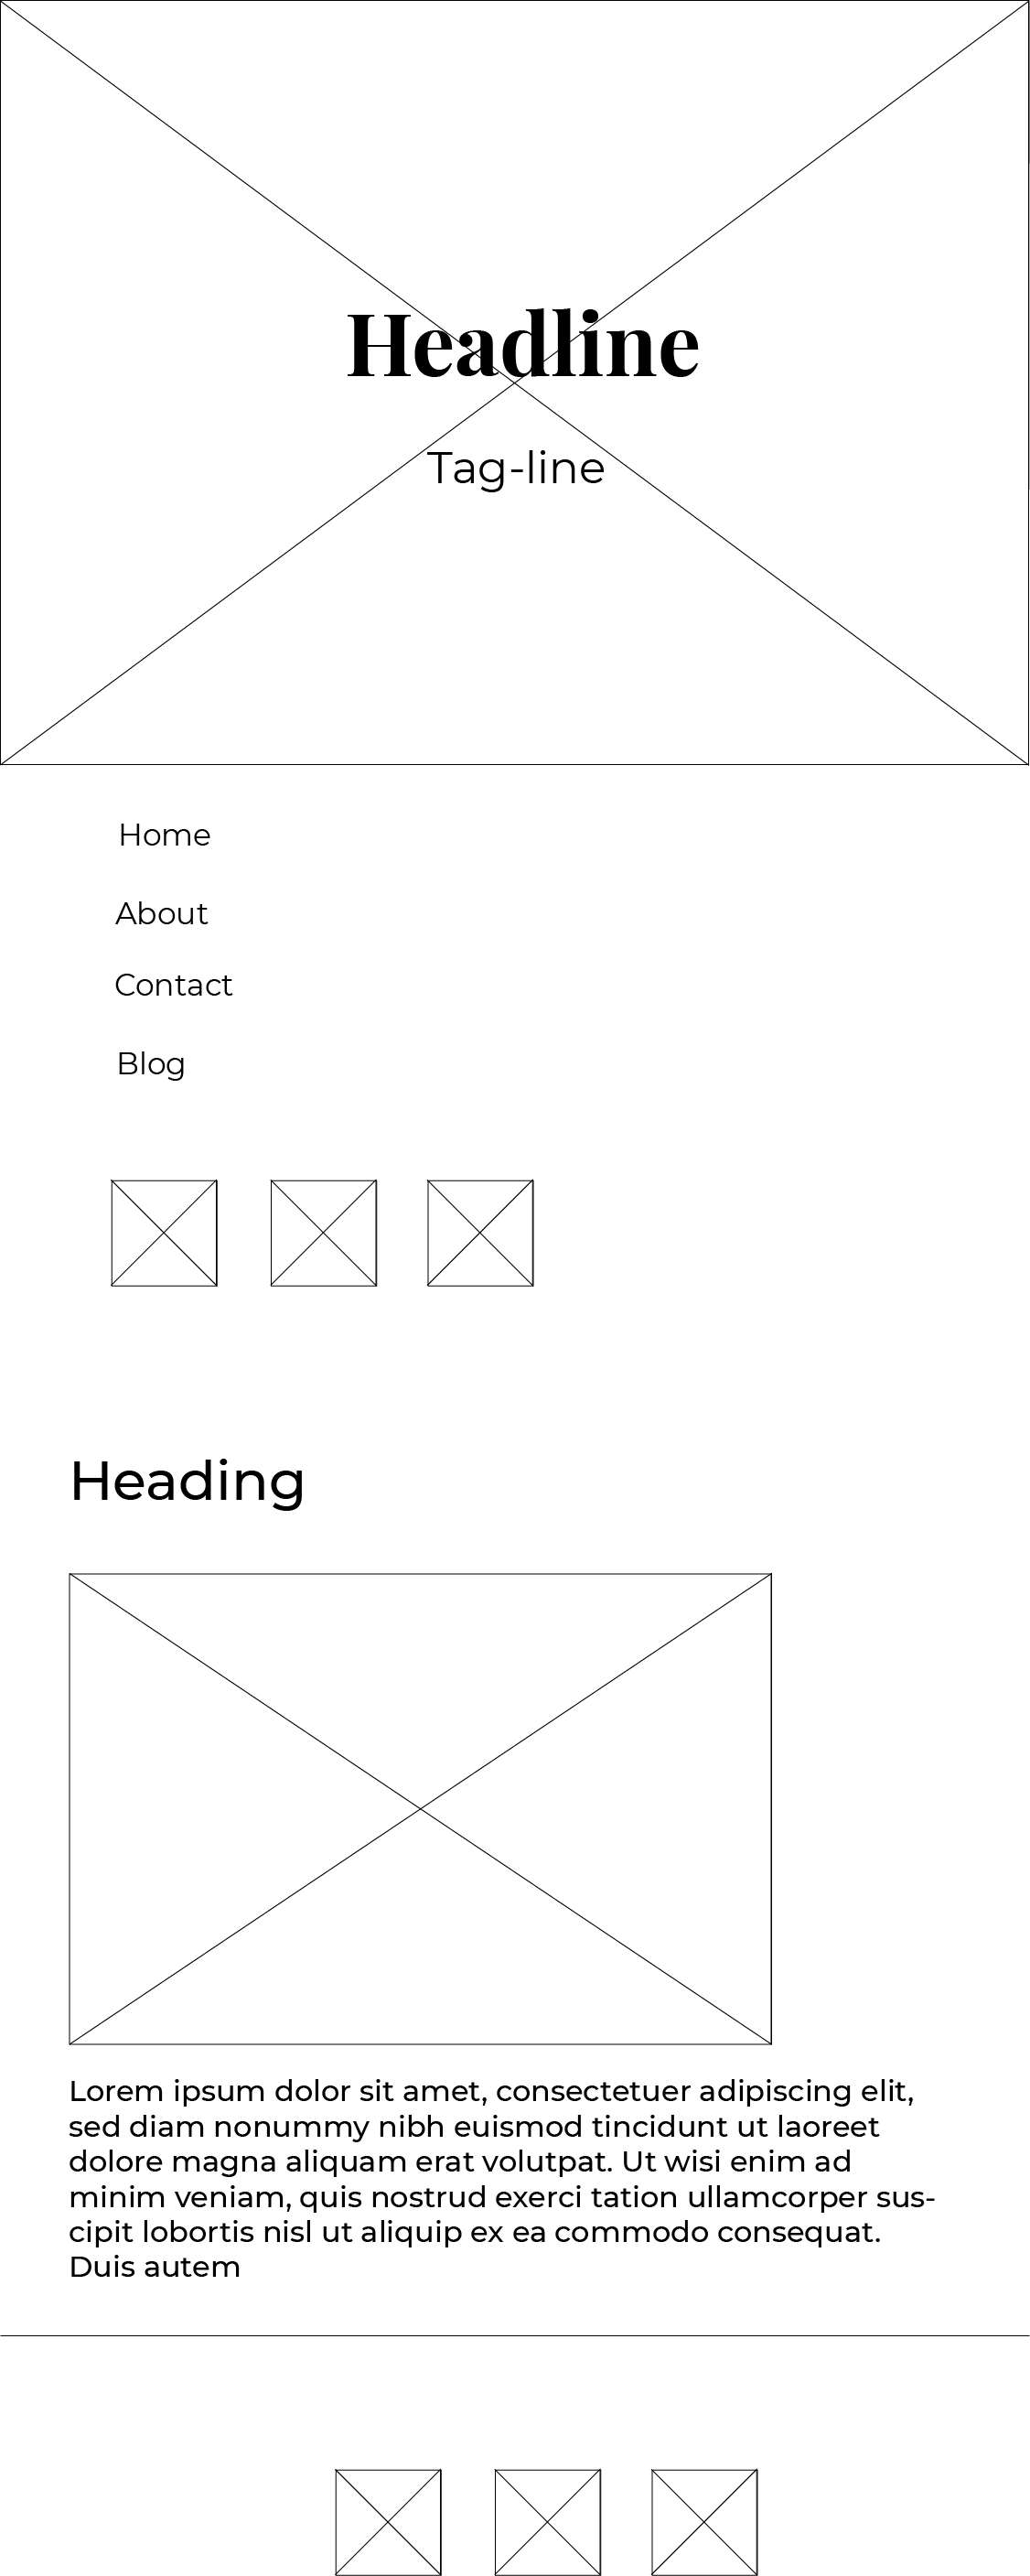 Headline
Tag-line
Home
About
Contact
Blog
Heading
Lorem ipsum dolor sit amet, consectetuer adipiscing elit,
sed diam nonummy nibh euismod tincidunt ut laoreet
dolore magna aliquam erat volutpat. Ut wisi enim ad
minim veniam, quis nostrud exerci tation ullamcorper sus-
cipit lobortis nisl ut aliquip ex ea commodo consequat.
Duis autem